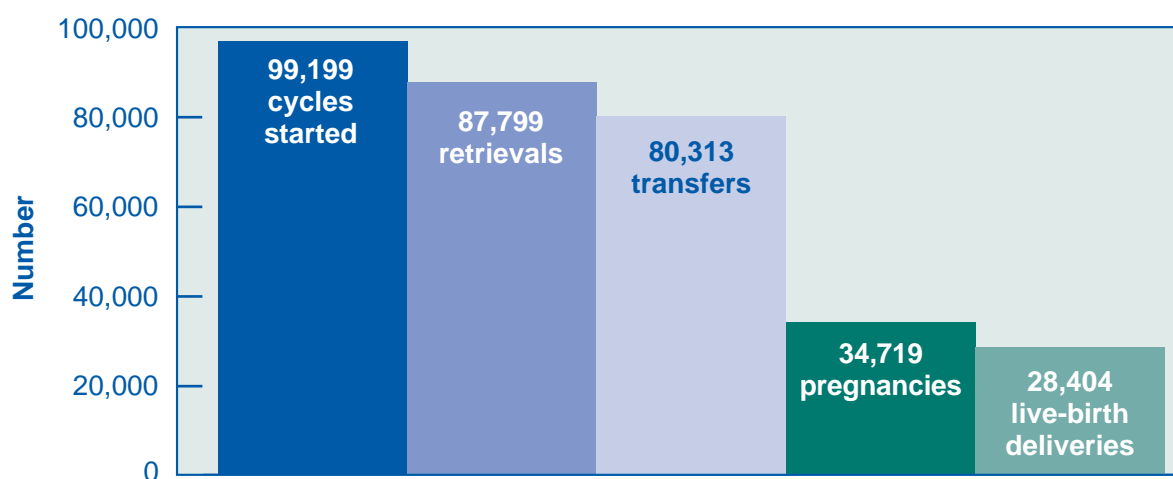 100,000
80,000
60,000
40,000
20,000
0
Number
99,199
cycles
started
87,799
retrievals
80,313
transfers
34,719
pregnancies
28,404
live-birth
deliveries